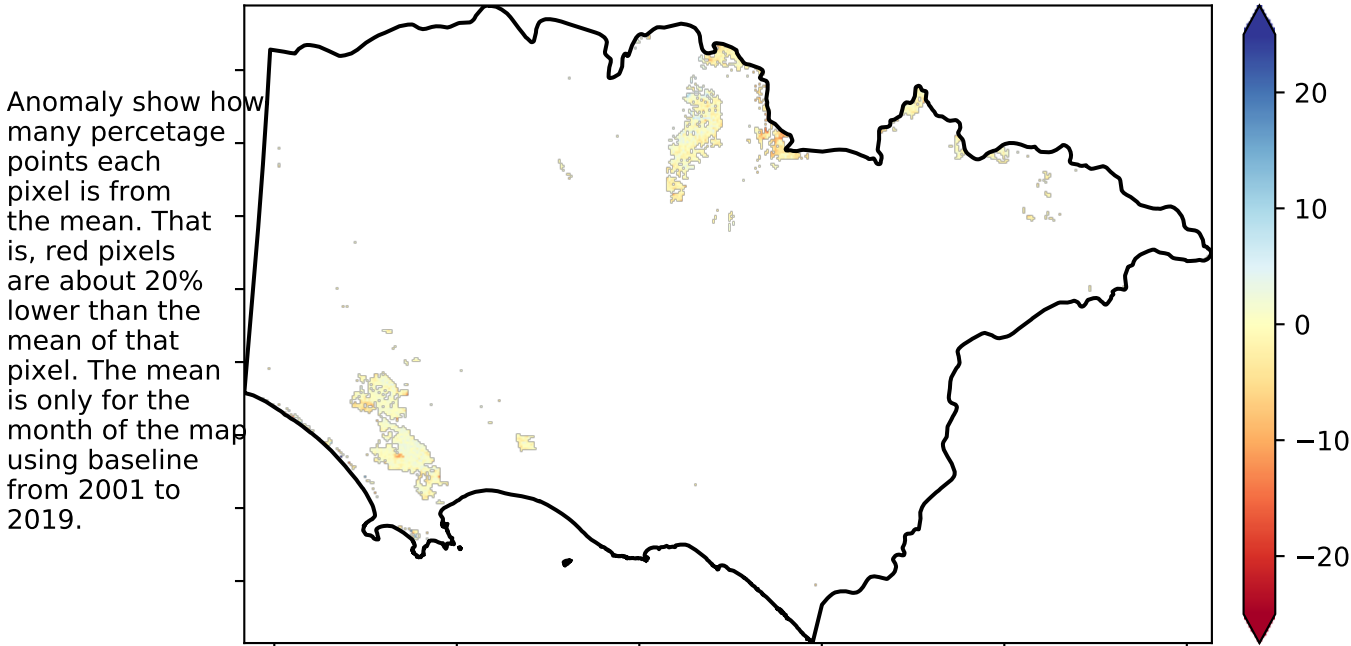 Anomaly show how
many percetage
points each
pixel is from
the mean. That
is, red pixels
are about 20%
lower than the
mean of that
pixel. The mean
is only for the
month of the map
using baseline
from 2001 to
2019.
20
10
0
−10
−20